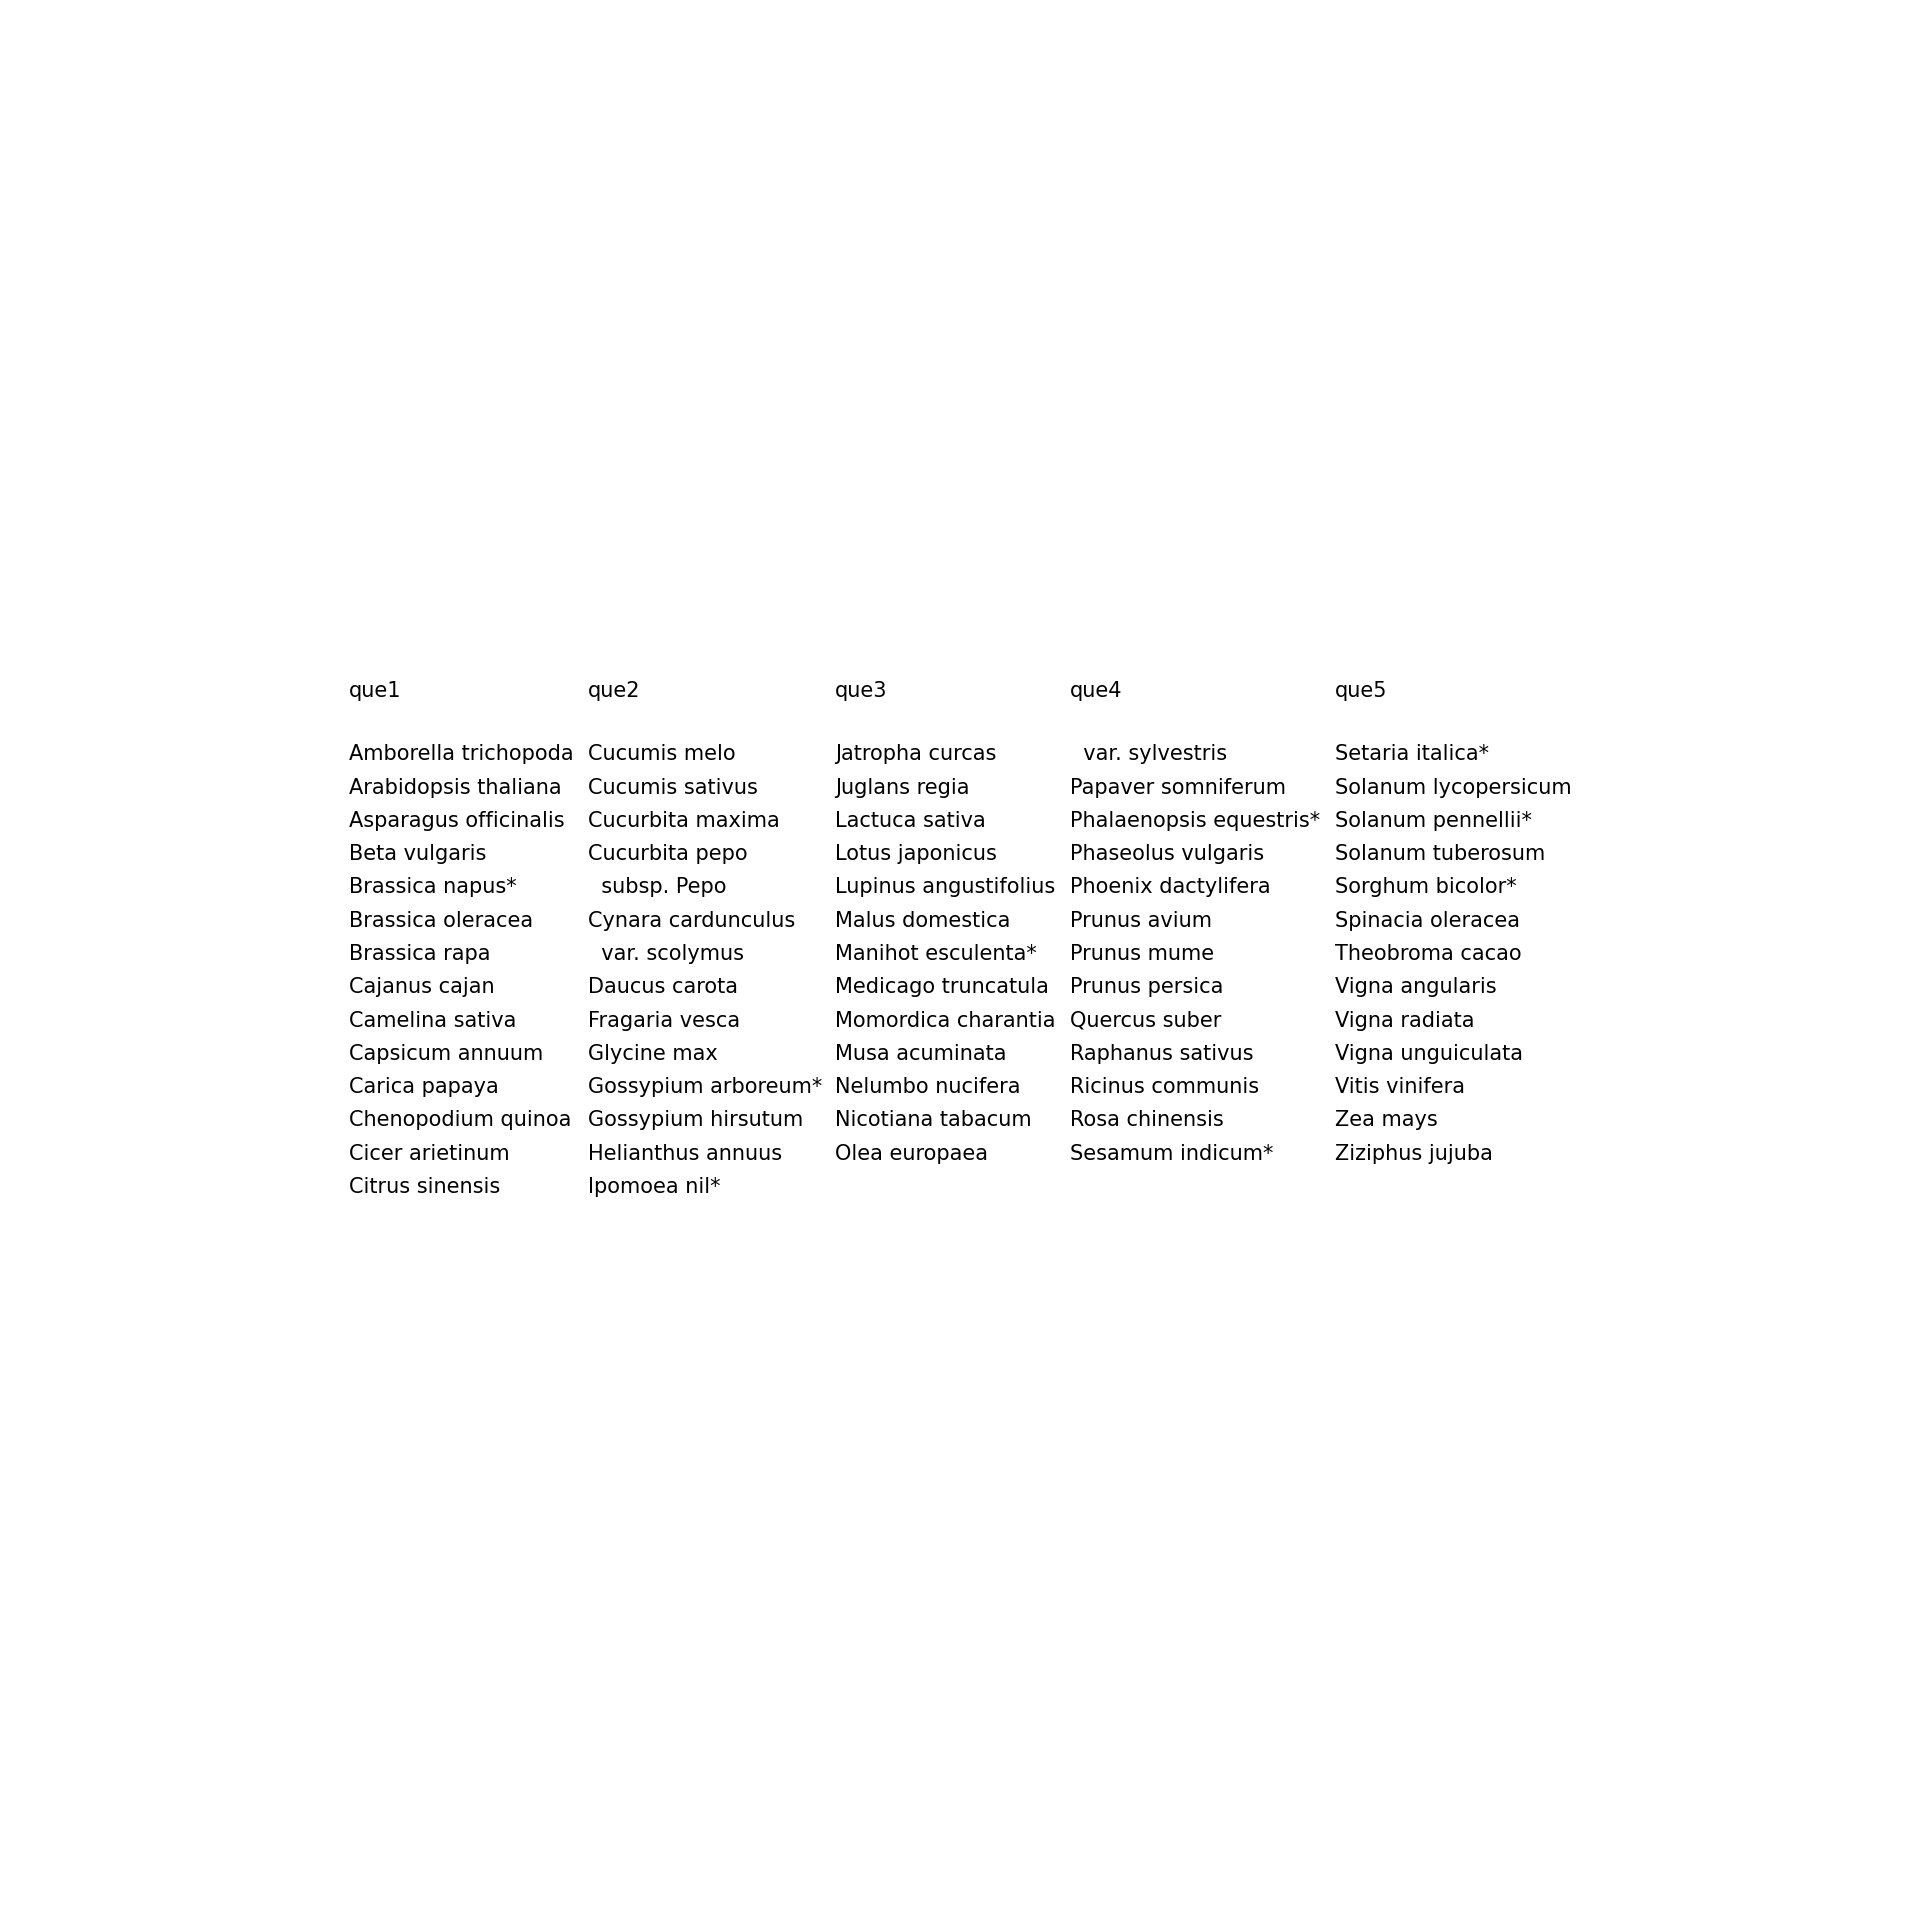 que1
Amborella trichopoda
Arabidopsis thaliana
Asparagus officinalis
Beta vulgaris
Brassica napus*
Brassica oleracea
Brassica rapa
Cajanus cajan
Camelina sativa
Capsicum annuum
Carica papaya
Chenopodium quinoa
Cicer arietinum
Citrus sinensis
que2
Cucumis melo
Cucumis sativus
Cucurbita maxima
Cucurbita pepo
subsp. Pepo
Cynara cardunculus
var. scolymus
Daucus carota
Fragaria vesca
Glycine max
Gossypium arboreum*
Gossypium hirsutum
Helianthus annuus
Ipomoea nil*
que3
Jatropha curcas
Juglans regia
Lactuca sativa
Lotus japonicus
Lupinus angustifolius
Malus domestica
Manihot esculenta*
Medicago truncatula
Momordica charantia
Musa acuminata
Nelumbo nucifera
Nicotiana tabacum
Olea europaea
que4
var. sylvestris
Papaver somniferum
Phalaenopsis equestris*
Phaseolus vulgaris
Phoenix dactylifera
Prunus avium
Prunus mume
Prunus persica
Quercus suber
Raphanus sativus
Ricinus communis
Rosa chinensis
Sesamum indicum*
que5
Setaria italica*
Solanum lycopersicum
Solanum pennellii*
Solanum tuberosum
Sorghum bicolor*
Spinacia oleracea
Theobroma cacao
Vigna angularis
Vigna radiata
Vigna unguiculata
Vitis vinifera
Zea mays
Ziziphus jujuba